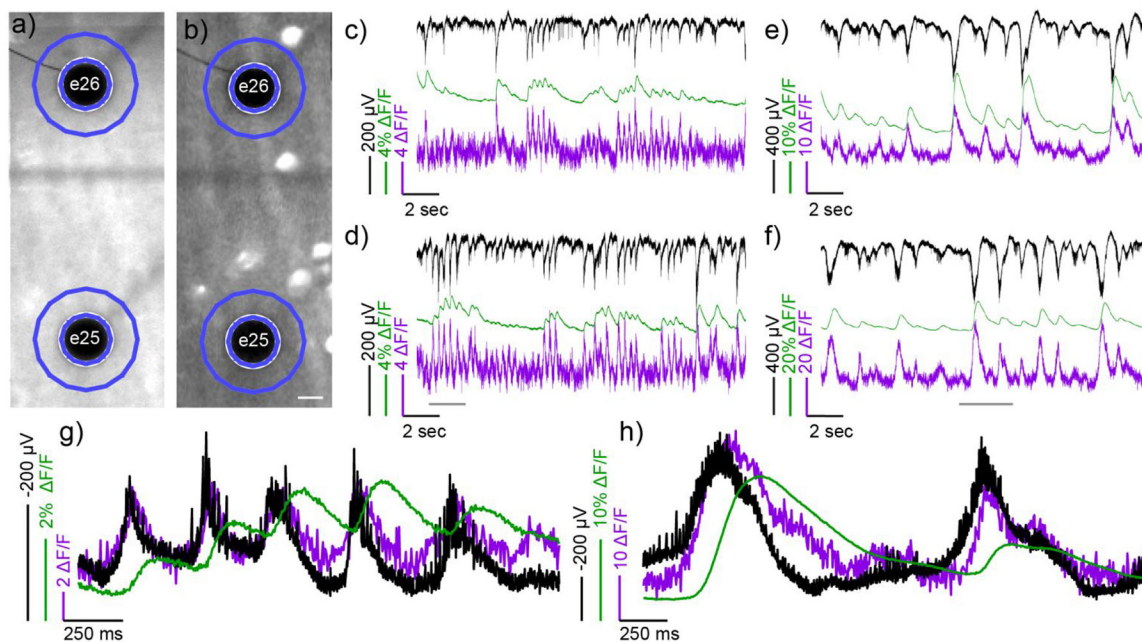 a)
e26
e25
b)
e26
e25
c)
200 µV
4% ΔF/F
4 ΔF/F
2 sec
d)
200 µV
4% ΔF/F
4 ΔF/F
2 sec
e)
400 µV
10% ΔF/F
10 ΔF/F
2 sec
f)
400 µV
20% ΔF/F
20 ΔF/F
2 sec
g)
-200 µV
2% ΔF/F
2 ΔF/F
250 ms
h)
-200 µV
10% ΔF/F
10 ΔF/F
250 ms